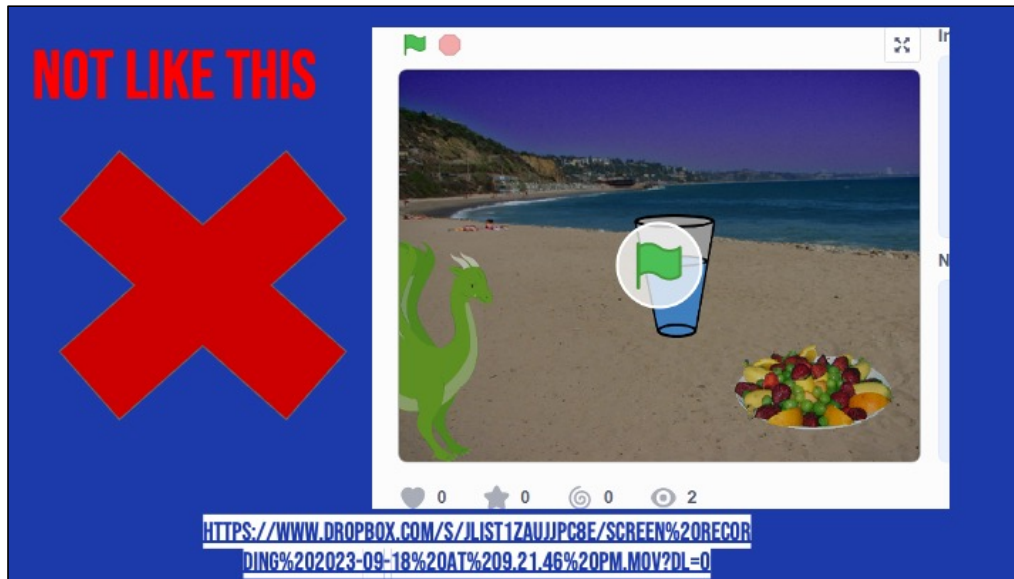 NOT LIKE THIS
In
N
0 0 0 2
HTTPS://WWW.DROPBOX.COM/S/JLIST1ZAUJJPC8E/SCREEN%20RECOR
DING%202023-09-18%20AT%209.21.46%20PM.MOV?DL=0